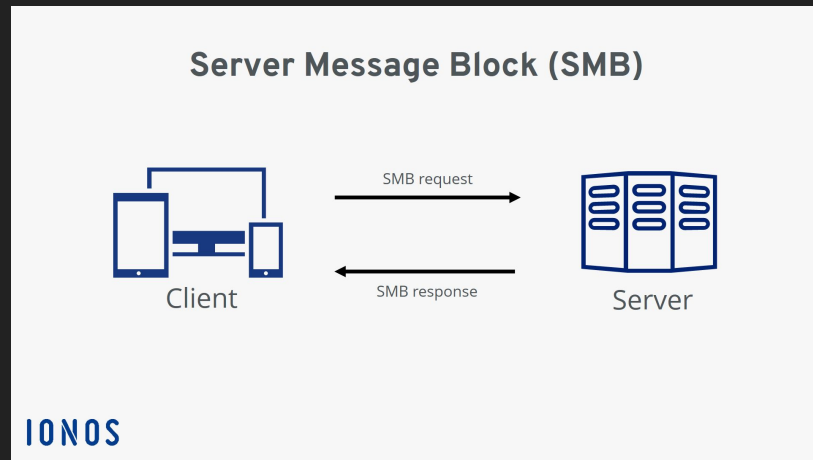 Server Message Block (SMB)
SMB request
SMB response
Client
Server
IONOS